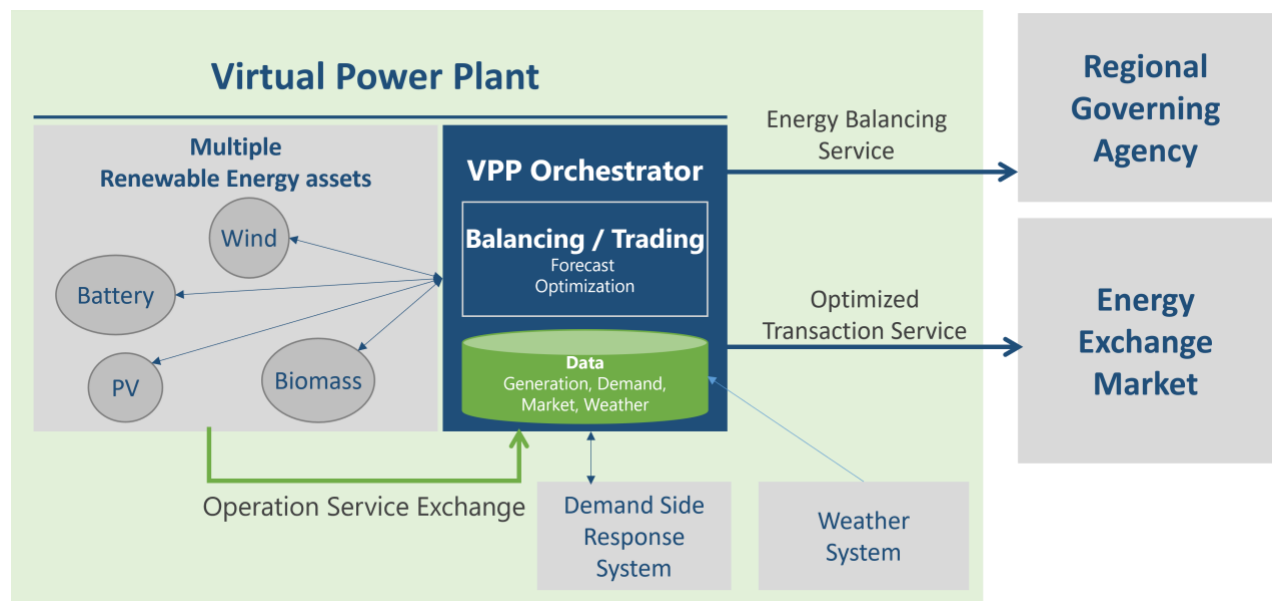 Virtual Power Plant
Multiple
Renewable Energy assets
Wind
Battery
PV
Biomass
VPP Orchestrator
Balancing / Trading
Forecast
Optimization
Data
Generation, Demand,
Market, Weather
Operation Service Exchange
Demand Side
Response
System
Weather
System
Energy Balancing
Service
Optimized
Transaction Service
Regional
Governing
Agency
Energy
Exchange
Market